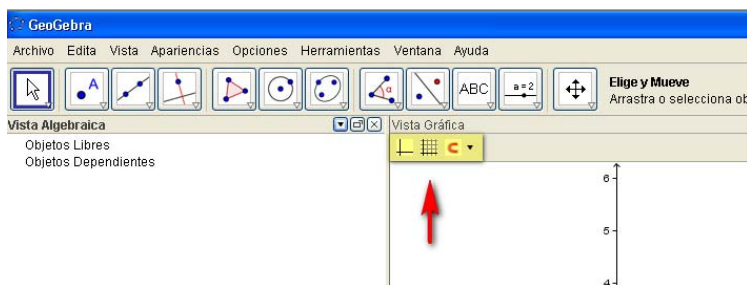 GeoGebra
Archivo Edita Vista Apariencias Opciones Herramientas Ventana Ayuda
A α ABC a=2 Elige y Mueve
Arrastra o selecciona ob
Vista Algebraica Vista Gráfica
Objetos Libres
Objetos Dependientes
6
5
4